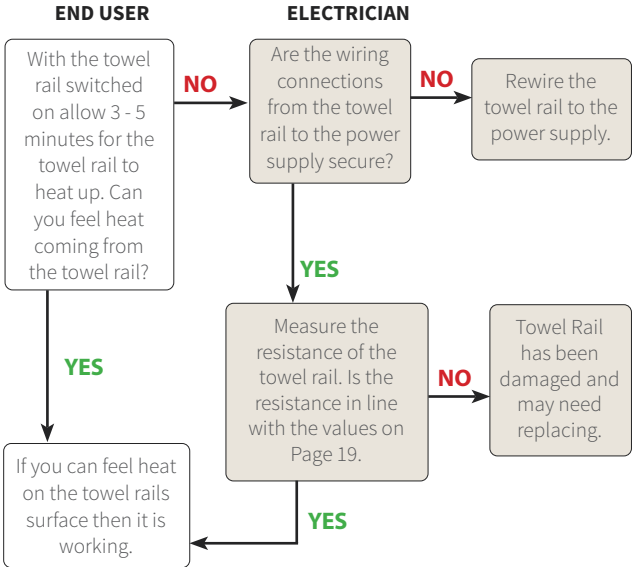 END USER
ELECTRICIAN
With the towel
rail switched
on allow 3 - 5
minutes for the
towel rail to
heat up. Can
you feel heat
coming from
the towel rail?
NO
Are the wiring
connections
from the towel
rail to the power
supply secure?
NO
Rewire the
towel rail to the
power supply.
YES
YES
Measure the
resistance of the
towel rail. Is the
resistance in line
with the values on
Page 19.
NO
Towel Rail
has been
damaged and
may need
replacing.
If you can feel heat
on the towel rails
surface then it is
working.
YES